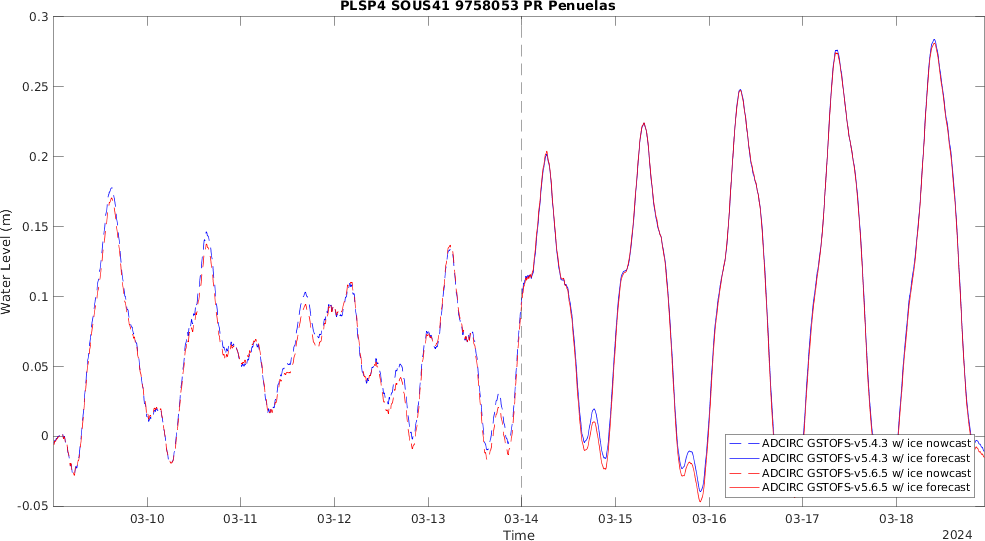 PLSP4 SOUS41 9758053 PR Penuelas
0.3
0.25
0.2
0.15
0.1
0.05
0
-0.05
Water Level (m)
ADCIRC GSTOFS-v5.4.3 w/ ice nowcast
ADCIRC GSTOFS-v5.4.3 w/ ice forecast
ADCIRC GSTOFS-v5.6.5 w/ ice nowcast
ADCIRC GSTOFS-v5.6.5 w/ ice forecast
03-10 03-11 03-12 03-13 03-14 03-15 03-16 03-17 03-18
Time
2024